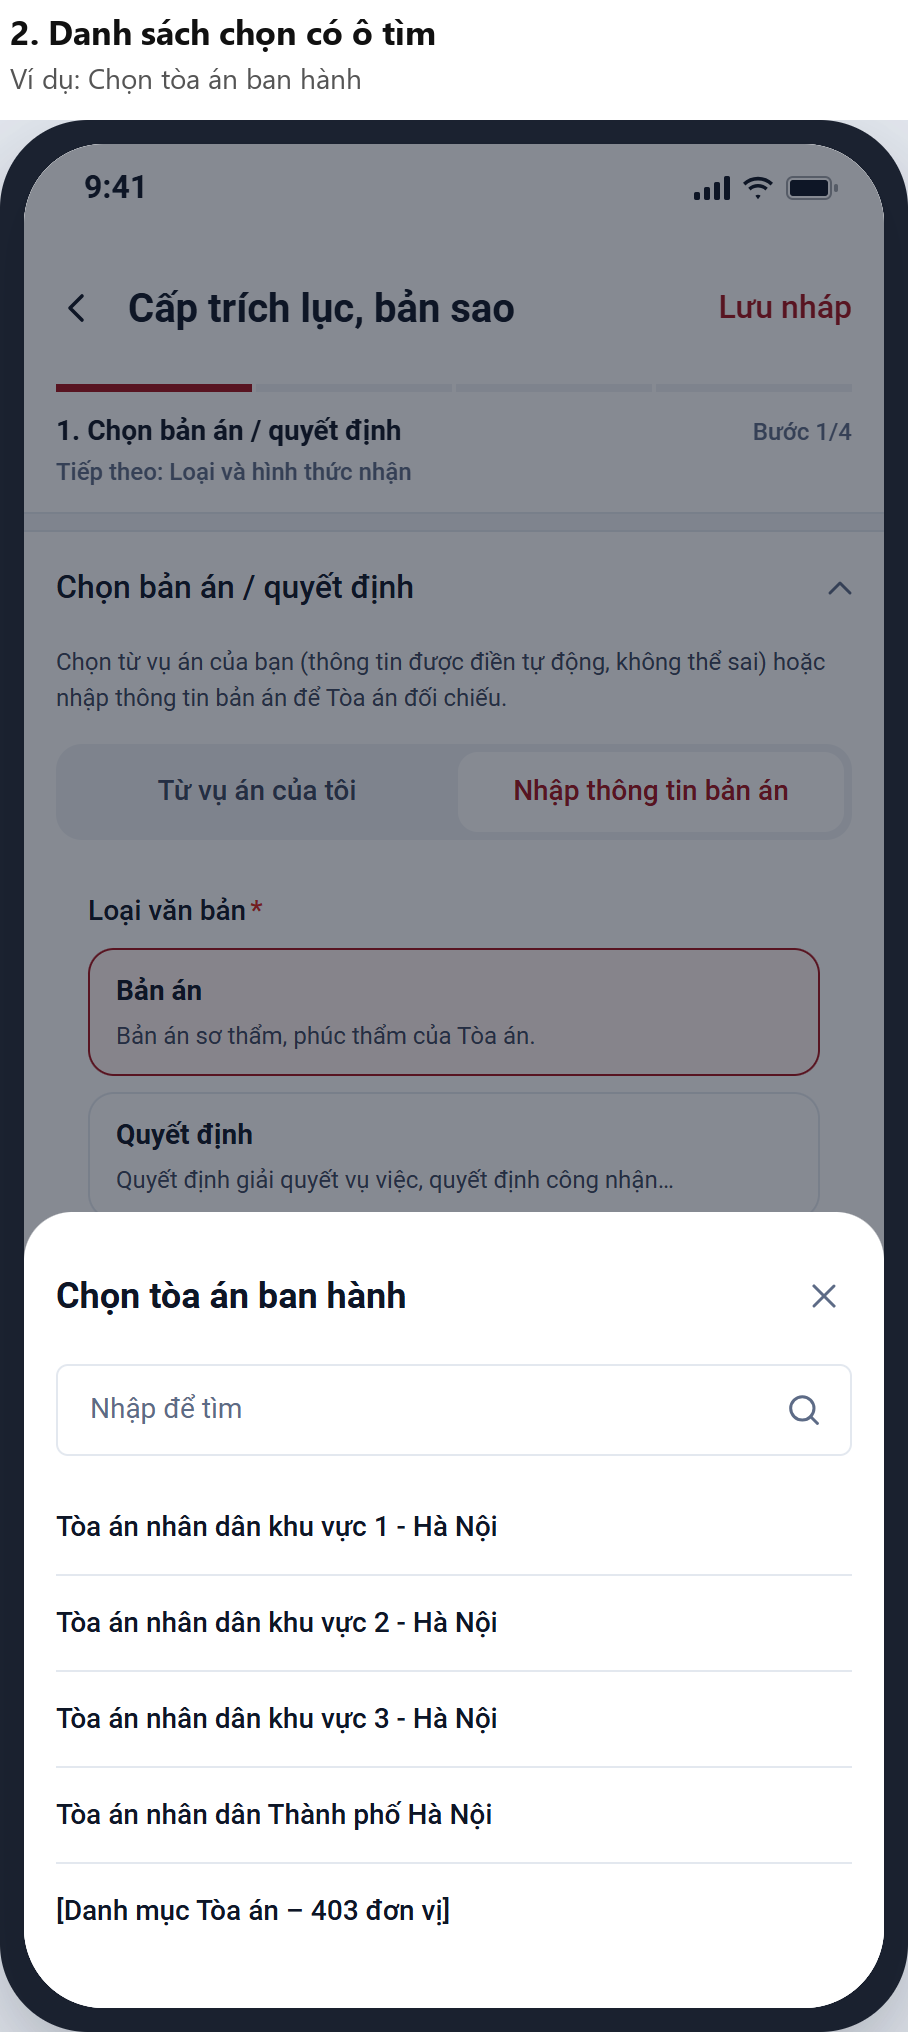 2. Danh sách chọn có ô tìm
Ví dụ: Chọn tòa án ban hành
9:41
Cấp trích lục, bản sao
Lưu nháp
1. Chọn bản án / quyết định
Bước 1/4
Tiếp theo: Loại và hình thức nhận
Chọn bản án / quyết định
Chọn từ vụ án của bạn (thông tin được điền tự động, không thể sai) hoặc
nhập thông tin bản án để Tòa án đối chiếu.
Từ vụ án của tôi
Nhập thông tin bản án
Loại văn bản *
Bản án
Bản án sơ thẩm, phúc thẩm của Tòa án.
Quyết định
Quyết định giải quyết vụ việc, quyết định công nhận...
Chọn tòa án ban hành
Nhập để tìm
Tòa án nhân dân khu vực 1 - Hà Nội
Tòa án nhân dân khu vực 2 - Hà Nội
Tòa án nhân dân khu vực 3 - Hà Nội
Tòa án nhân dân Thành phố Hà Nội
[Danh mục Tòa án – 403 đơn vị]